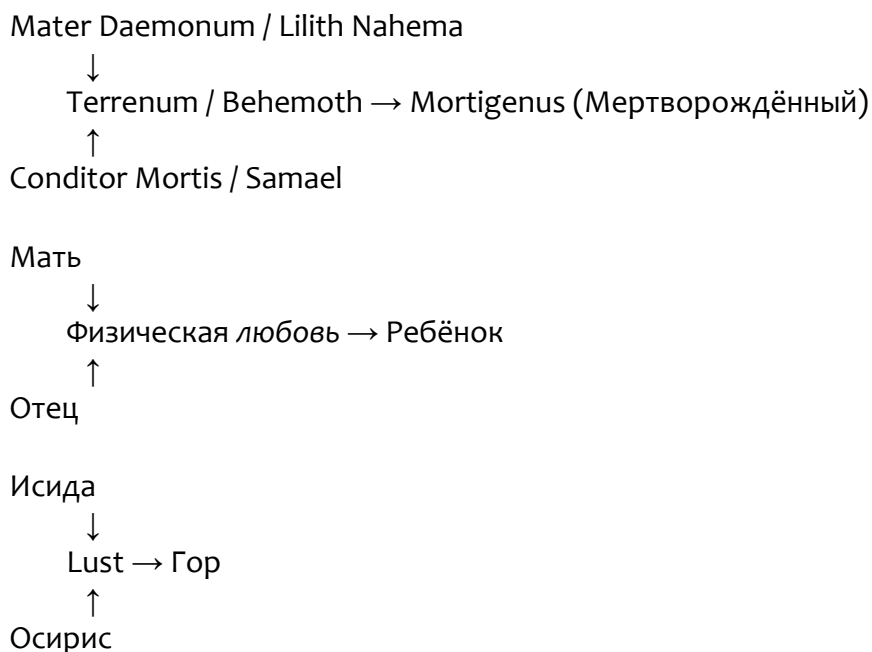 Mater Daemonum / Lilith Nahema
↓
Terrenum / Behemoth → Mortigenus (Мертворождённый)
↑
Conditor Mortis / Samael
Мать
↓
Физическая любовь → Ребёнок
↑
Отец
Исида
↓
Lust → Гор
↑
Осирис